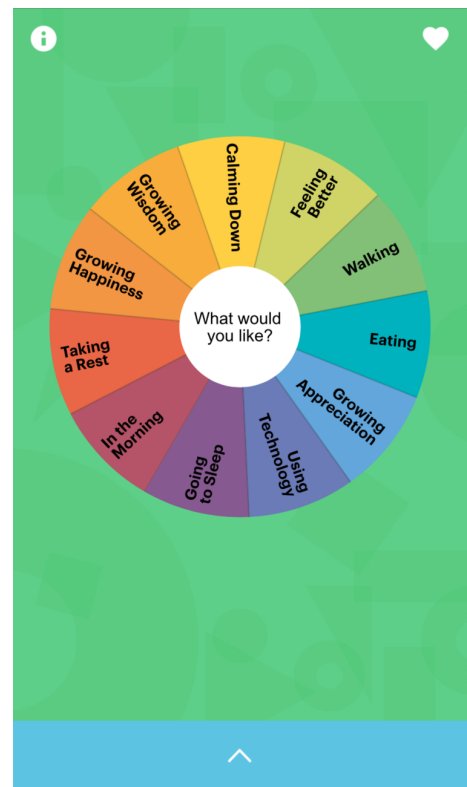 What would
you like?
Calming Down
Feeling
Better
Walking
Eating
Growing
Appreciation
Using
Technology
Going
to Sleep
In the
Morning
Taking
a Rest
Growing
Happiness
Growing
Wisdom